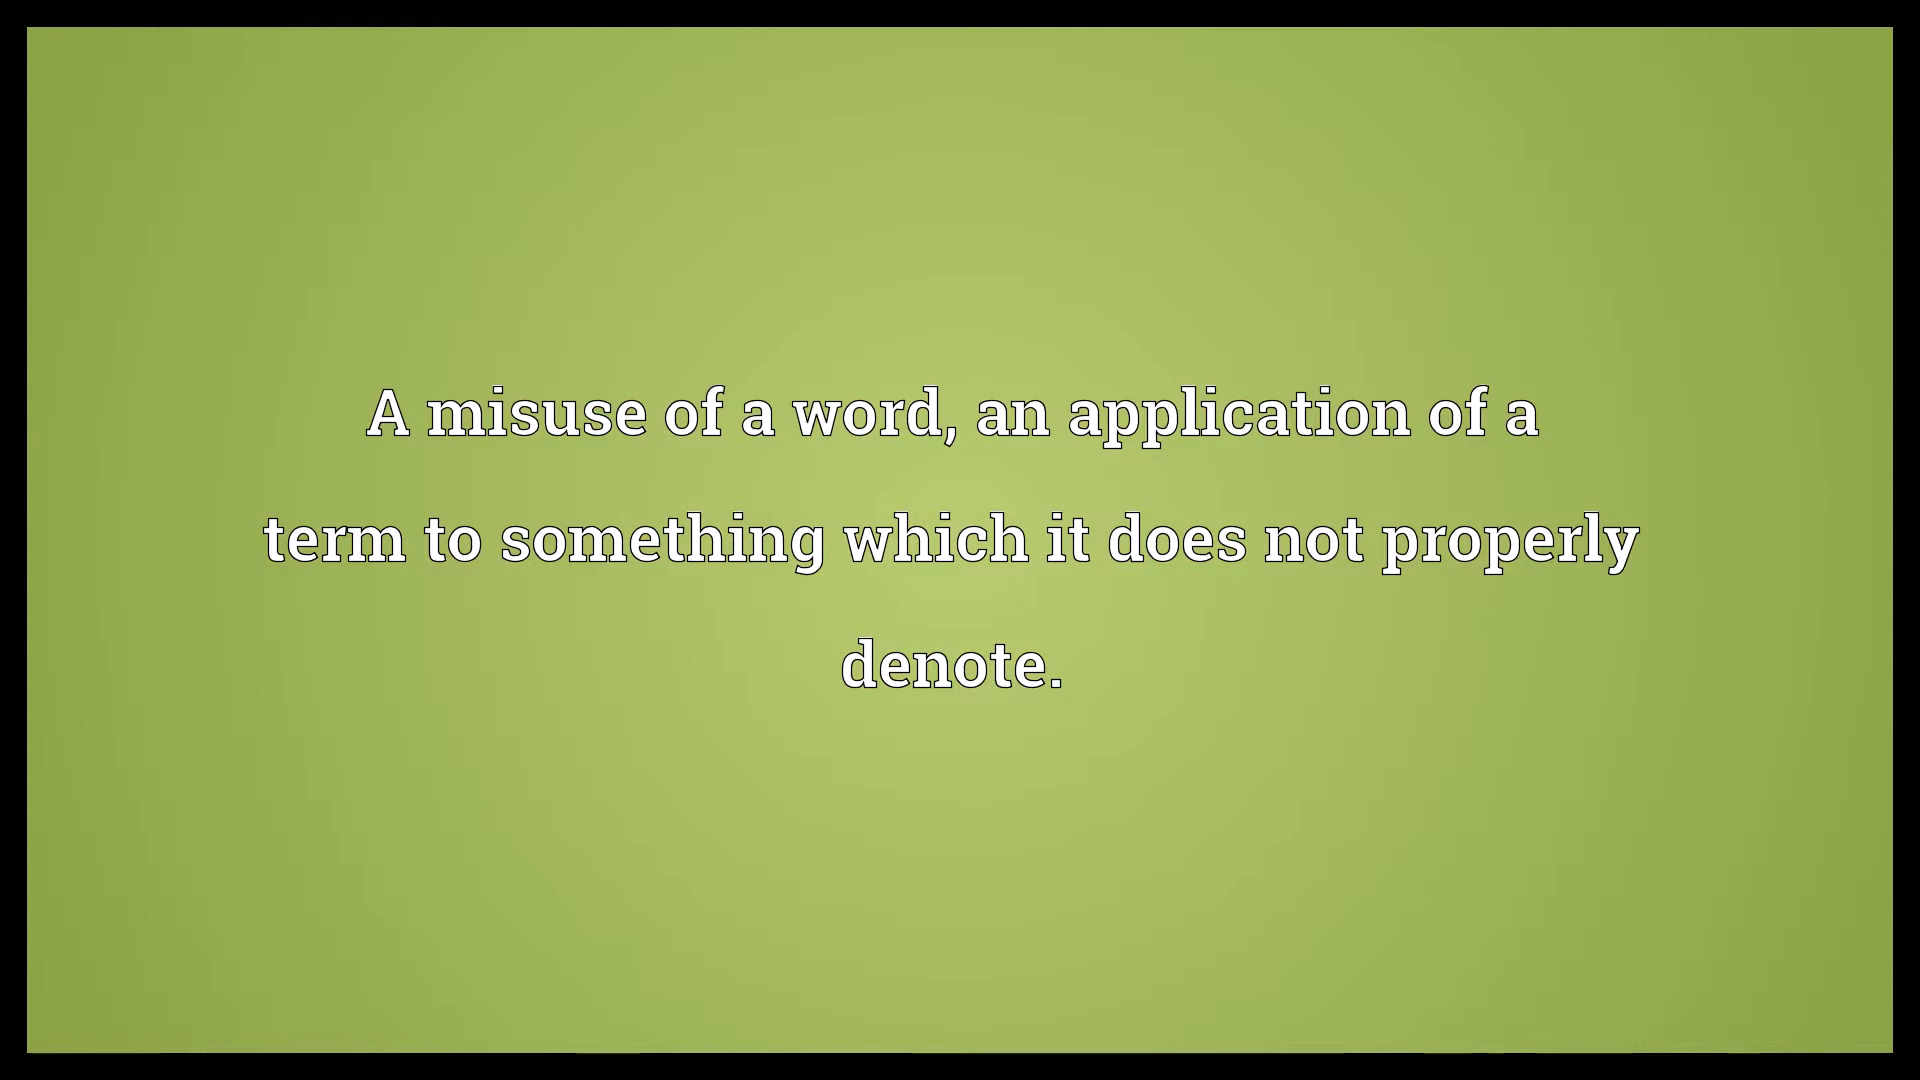 A misuse of a word, an application of a
term to something which it does not properly
denote.